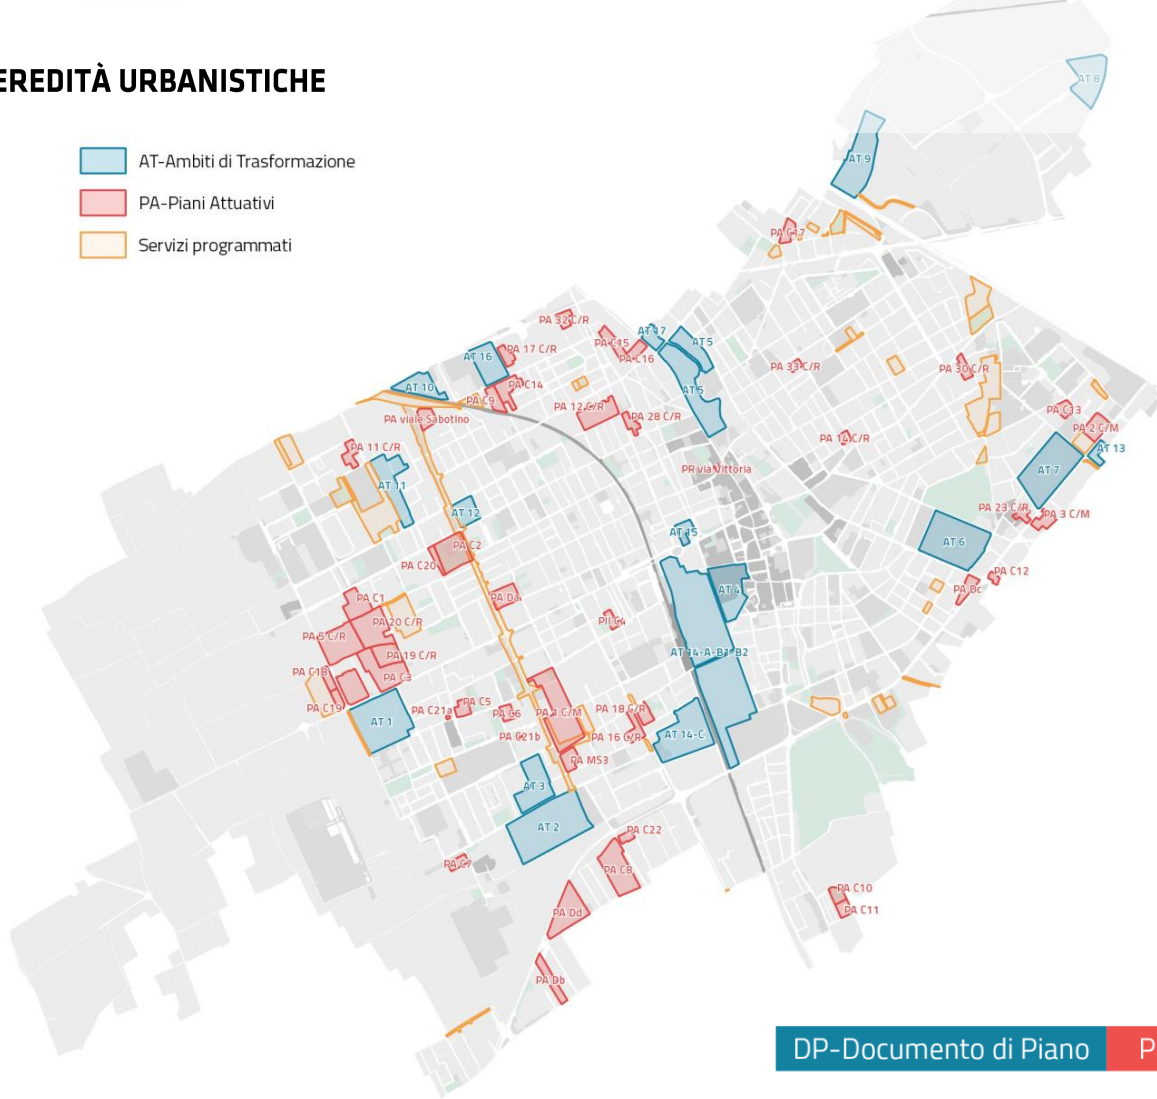 EREDITÀ URBANISTICHE
AT-Ambiti di Trasformazione
PA-Piani Attuativi
Servizi programmati
AT 8
AT 9
PA C17
PA 32 C/R
AT 17
AT 5
PA C15
PA C16
AT 16
PA 17 C/R
PA 33 C/R
PA 30 C/R
AT 10
PA C14
PA C9
AT 5
PA 12 C/R
PA 28 C/R
PA C13
PA viale Sabotino
PA 2 C/M
PA 14 C/R
PA 11 C/R
AT 13
PR via Vittoria
AT 7
AT 11
PA 23 C/R
PA 3 C/M
AT 12
AT 15
AT 6
PA C2
PA C20
PA C12
PA Dc
AT 4
PA C1
PA Da
PA 20 C/R
PII C4
PA 5 C/R
PA 19 C/R
AT 14-A-B1-B2
PA C18
PA C3
PA C19
PA C21a
PA C5
PA C6
PA 1 C/M
PA 18 C/R
AT 1
PA C21b
PA 16 C/R
AT 14-C
PA MS3
AT 3
AT 2
PA C22
PA C7
PA C8
PA C10
PA C11
PA Dd
PA Db
DP-Documento di Piano
P